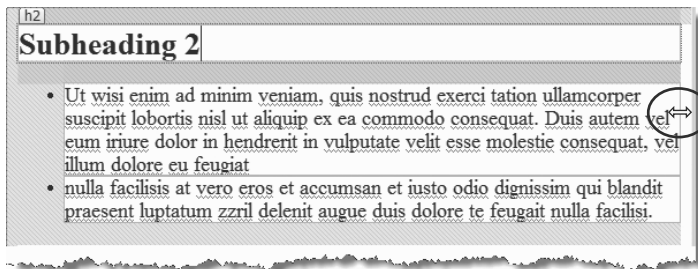 h2
Subheading 2
• Ut wisi enim ad minim veniam, quis nostrud exerci tation ullamcorper
suscipit lobortis nisl ut aliquip ex ea commodo consequat. Duis autem vel
eum iriure dolor in hendrerit in vulputate velit esse molestie consequat, vel
illum dolore eu feugiat
• nulla facilisis at vero eros et accumsan et iusto odio dignissim qui blandit
praesent luptatum zzril delenit augue duis dolore te feugait nulla facilisi.